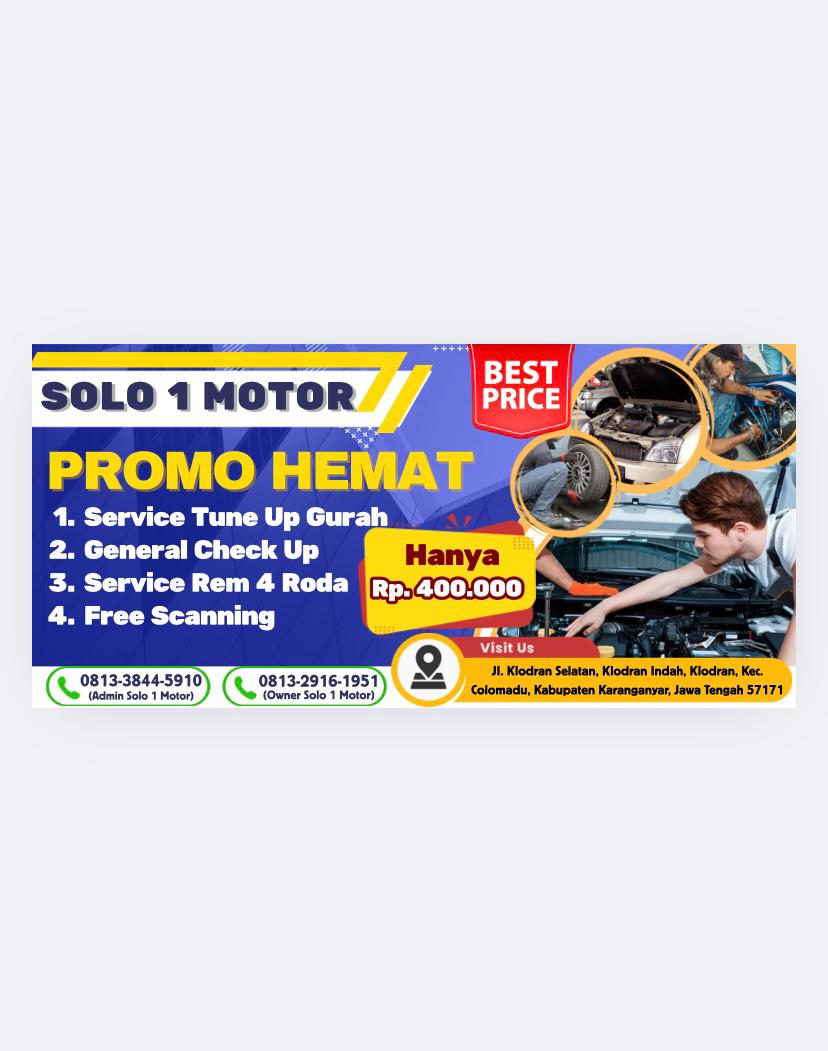 SOLO 1 MOTOR
BEST
PRICE
PROMO HEMAT
1. Service Tune Up Gurah
2. General Check Up
3. Service Rem 4 Roda
4. Free Scanning
Hanya
Rp. 400.000
0813-3844-5910
(Admin Solo 1 Motor)
0813-2916-1951
(Owner Solo 1 Motor)
Visit Us
Jl. Klodran Selatan, Klodran Indah, Klodran, Kec.
Colomadu, Kabupaten Karanganyar, Jawa Tengah 57171